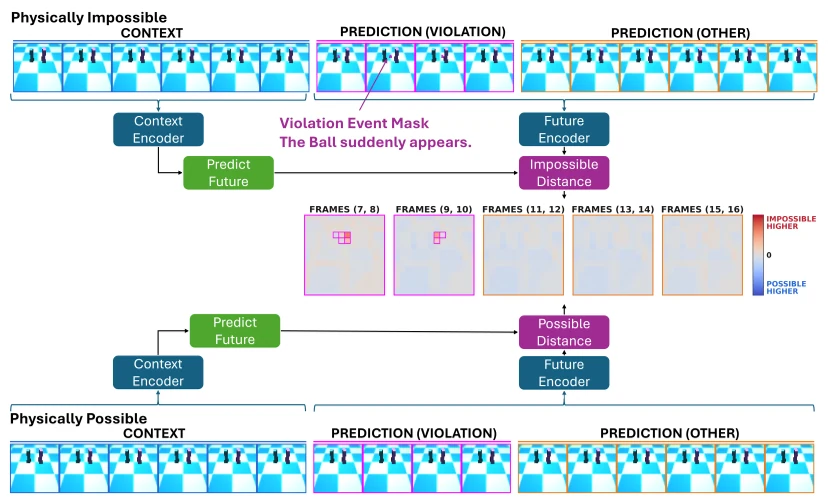 Physically Impossible
CONTEXT
PREDICTION (VIOLATION)
PREDICTION (OTHER)
Context
Encoder
Violation Event Mask
The Ball suddenly appears.
Future
Encoder
Predict
Future
Impossible
Distance
FRAMES (7, 8)
FRAMES (9, 10)
FRAMES (11, 12)
FRAMES (13, 14)
FRAMES (15, 16)
IMPOSSIBLE
HIGHER
0
POSSIBLE
HIGHER
Predict
Future
Possible
Distance
Context
Encoder
Future
Encoder
Physically Possible
CONTEXT
PREDICTION (VIOLATION)
PREDICTION (OTHER)